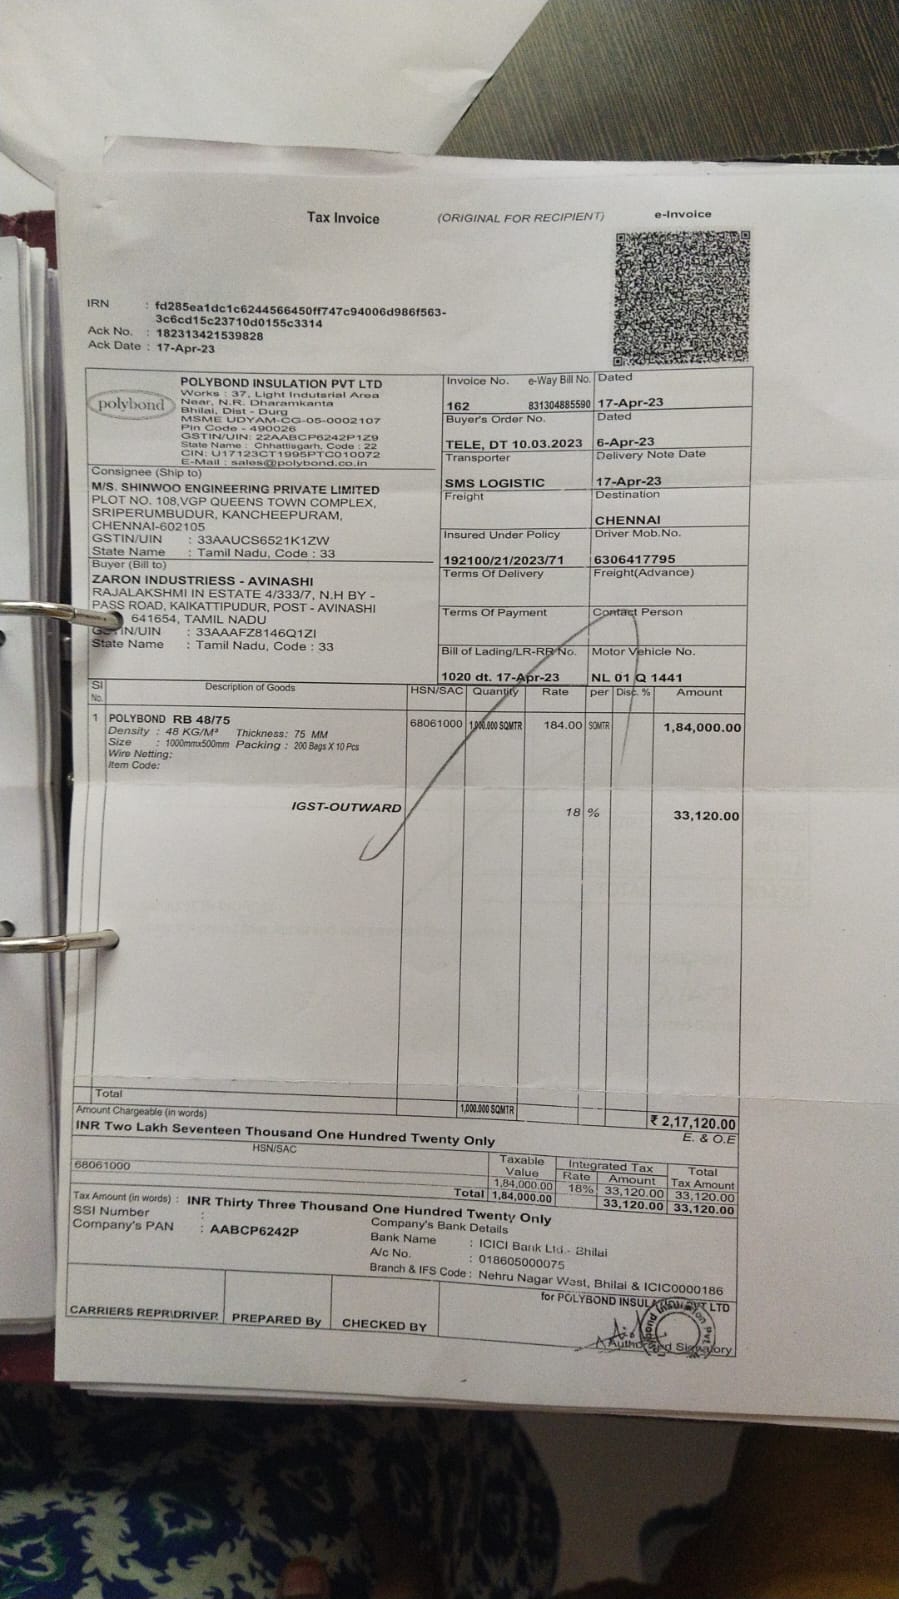 Tax Invoice (ORIGINAL FOR RECIPIENT) e-Invoice
IRN : fd285ea1dc1c6244566450ff747c94006d986f563-
3c6cd15c23710d0155c3314
Ack No. : 182313421539828
Ack Date : 17-Apr-23
polybond
POLYBOND INSULATION PVT LTD
Works : 37, Light Indutsrial Area
Near, N.R. Dharamkanta
Bhilai, Dist - Durg
MSME UDYAM-CG-05-0002107
Pin Code - 490026
GSTIN/UIN: 22AABCP6242P1Z9
State Name : Chhattisgarh, Code : 22
CIN: U17123CT1995PTC010072
E-Mail : sales@polybond.co.in
Consignee (Ship to)
M/S. SHINWOO ENGINEERING PRIVATE LIMITED
PLOT NO. 108,VGP QUEENS TOWN COMPLEX,
SRIPERUMBUDUR, KANCHEEPURAM,
CHENNAI-602105
GSTIN/UIN : 33AAUCS6521K1ZW
State Name : Tamil Nadu, Code : 33
Buyer (Bill to)
ZARON INDUSTRIESS - AVINASHI
RAJALAKSHMI IN ESTATE 4/333/7, N.H BY -
PASS ROAD, KAIKATTIPUDUR, POST - AVINASHI
641654, TAMIL NADU
GSTIN/UIN : 33AAAFZ8146Q1ZI
State Name : Tamil Nadu, Code : 33
Invoice No. e-Way Bill No. Dated
162 831304885590 17-Apr-23
Buyer's Order No. Dated
TELE, DT 10.03.2023 6-Apr-23
Transporter Delivery Note Date
SMS LOGISTIC 17-Apr-23
Freight Destination
CHENNAI
Insured Under Policy Driver Mob.No.
192100/21/2023/71 6306417795
Terms Of Delivery Freight(Advance)
Terms Of Payment Contact Person
Bill of Lading/LR-RR No. Motor Vehicle No.
1020 dt. 17-Apr-23 NL 01 Q 1441
Sl No. Description of Goods HSN/SAC Quantity Rate per Disc. % Amount
1 POLYBOND RB 48/75 68061000 1,000.000 SQMTR 184.00 SQMTR 1,84,000.00
Density : 48 KG/M³ Thickness: 75 MM
Size : 1000mmx500mm Packing : 200 Bags X 10 Pcs
Wire Netting:
Item Code:
IGST-OUTWARD 18 % 33,120.00
Total 1,000.000 SQMTR ₹ 2,17,120.00
Amount Chargeable (in words) E. & O.E
INR Two Lakh Seventeen Thousand One Hundred Twenty Only
HSN/SAC Taxable Value Integrated Tax Rate Amount Total Tax Amount
68061000 1,84,000.00 18% 33,120.00 33,120.00
Total 1,84,000.00 33,120.00 33,120.00
Tax Amount (in words) : INR Thirty Three Thousand One Hundred Twenty Only
SSI Number :
Company's PAN : AABCP6242P
Company's Bank Details
Bank Name : ICICI Bank Ltd.- Bhilai
A/c No. : 018605000075
Branch & IFS Code : Nehru Nagar West, Bhilai & ICIC0000186
for POLYBOND INSULATION PVT LTD
CARRIERS REPR\DRIVER PREPARED By CHECKED BY
Authorised Signatory